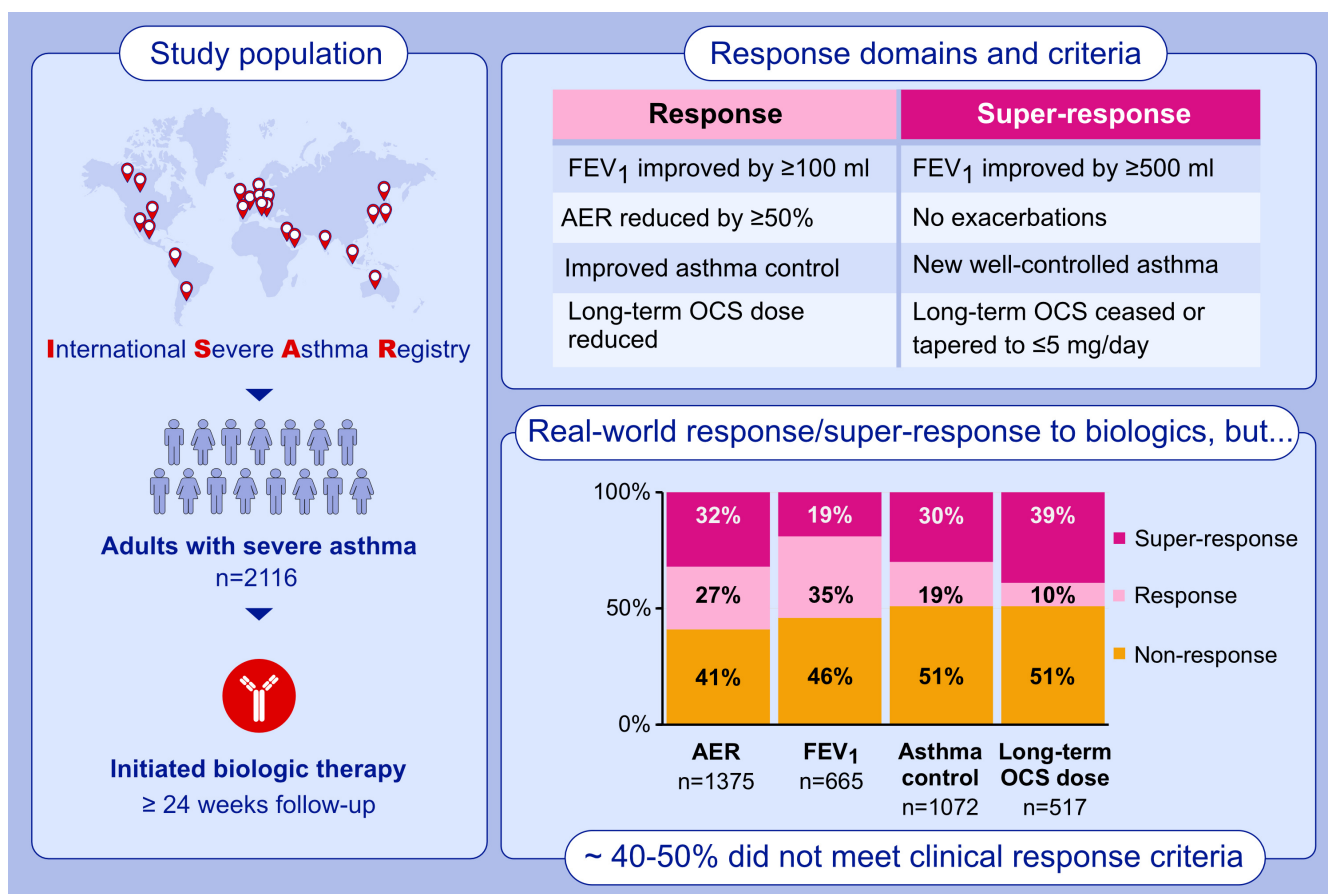 Study population
International Severe Asthma Registry
Adults with severe asthma
n=2116
Initiated biologic therapy
≥ 24 weeks follow-up
Response domains and criteria
Response
Super-response
FEV1 improved by ≥100 ml
FEV1 improved by ≥500 ml
AER reduced by ≥50%
No exacerbations
Improved asthma control
New well-controlled asthma
Long-term OCS dose
reduced
Long-term OCS ceased or
tapered to ≤5 mg/day
Real-world response/super-response to biologics, but...
100%
50%
0%
32%
27%
41%
19%
35%
46%
30%
19%
51%
39%
10%
51%
Super-response
Response
Non-response
AER
n=1375
FEV1
n=665
Asthma
control
n=1072
Long-term
OCS dose
n=517
~ 40-50% did not meet clinical response criteria